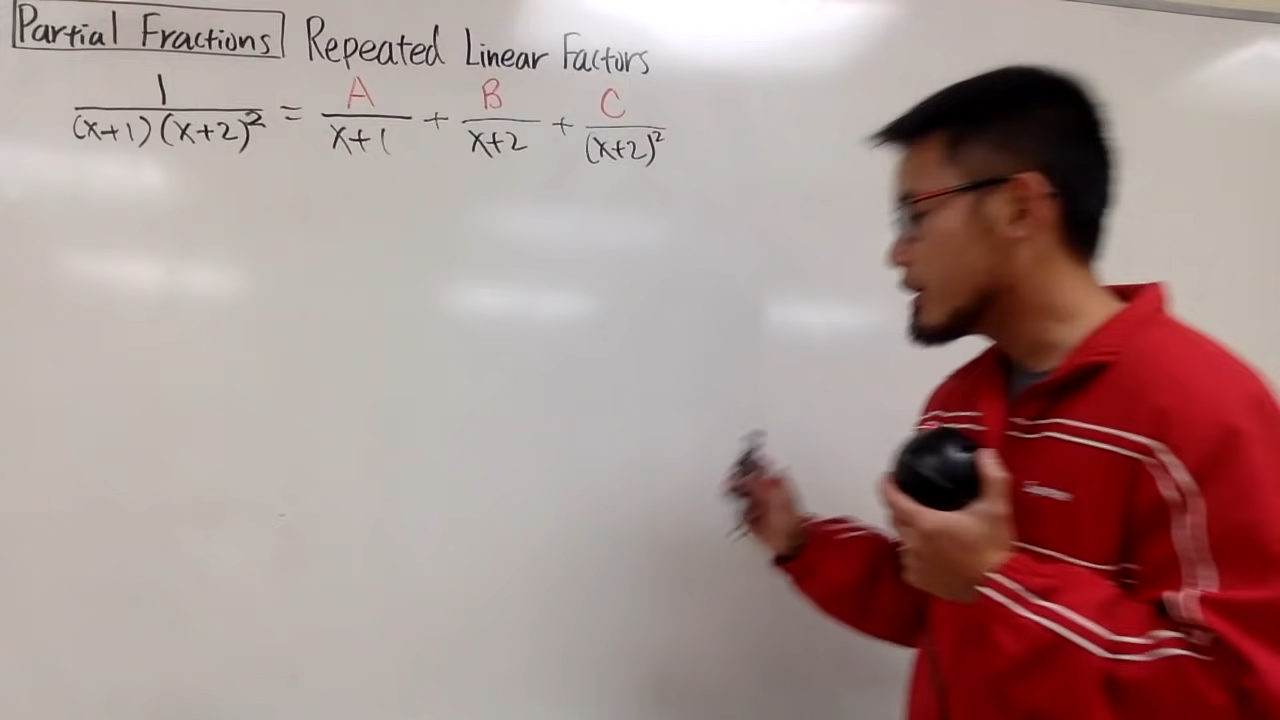 Partial Fractions Repeated Linear Factors
1/((x+1)(x+2)²) = A/(x+1) + B/(x+2) + C/(x+2)²